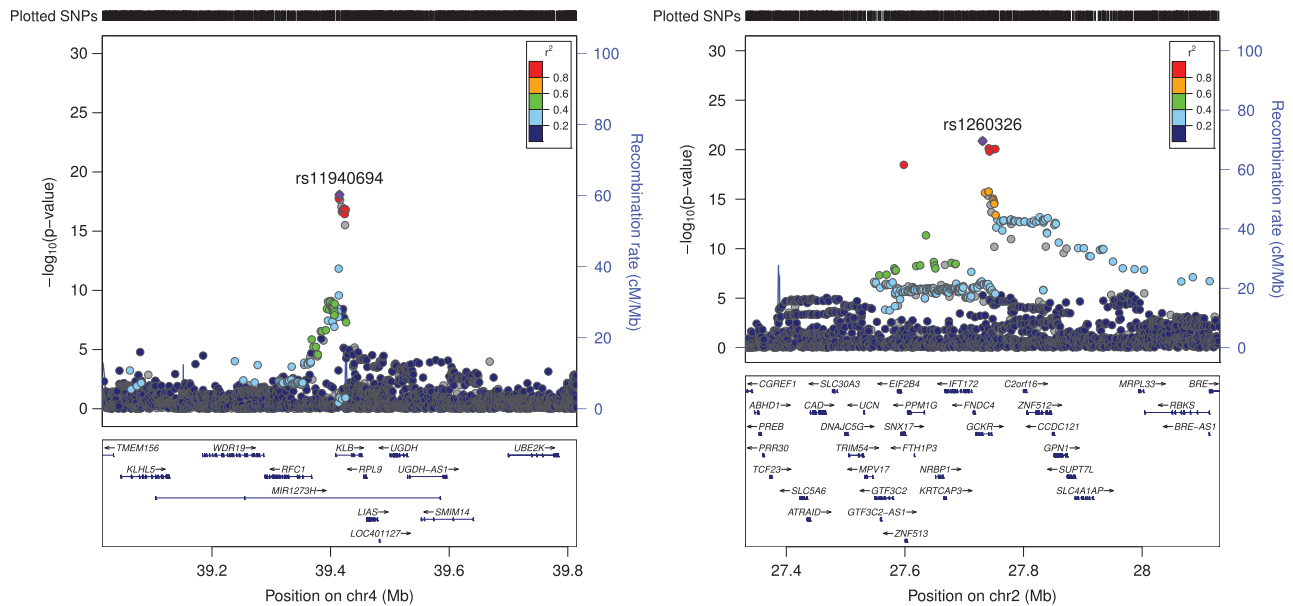 Plotted SNPs
30
25
20
15
10
5
0
−log10(p−value)
100
80
60
40
20
0
Recombination rate (cM/Mb)
r2
0.8
0.6
0.4
0.2
rs11940694
TMEM156 WDR19 KLB UGDH UBE2K
KLHL5 RFC1 RPL9 UGDH−AS1
MIR1273H
LIAS SMIM14
LOC401127
39.2 39.4 39.6 39.8
Position on chr4 (Mb)
Plotted SNPs
30
25
20
15
10
5
0
−log10(p−value)
100
80
60
40
20
0
Recombination rate (cM/Mb)
r2
0.8
0.6
0.4
0.2
rs1260326
CGREF1 SLC30A3 EIF2B4 IFT172 C2orf16 MRPL33 BRE
ABHD1 CAD UCN PPM1G FNDC4 ZNF512 RBKS
PREB DNAJC5G SNX17 GCKR CCDC121 BRE−AS1
PRR30 TRIM54 FTH1P3 GPN1
TCF23 MPV17 NRBP1 SUPT7L
SLC5A6 GTF3C2 KRTCAP3 SLC4A1AP
ATRAID GTF3C2−AS1
ZNF513
27.4 27.6 27.8 28
Position on chr2 (Mb)